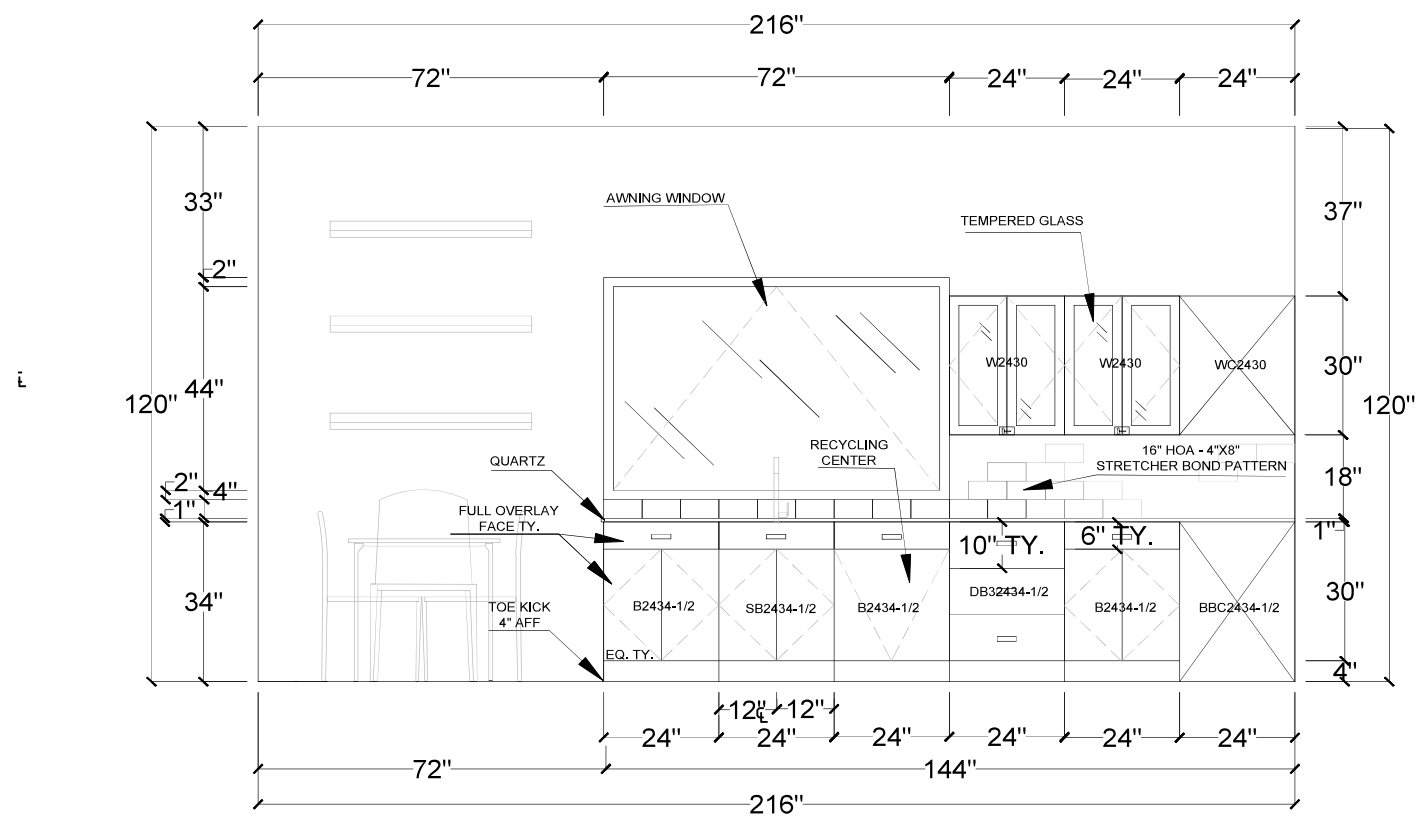 216"
72"
72"
24"
24"
24"
33"
2"
44"
120"
2"
4"
1"
34"
AWNING WINDOW
TEMPERED GLASS
37"
W2430
W2430
WC2430
30"
120"
RECYCLING
CENTER
16" HOA - 4"X8"
STRETCHER BOND PATTERN
18"
QUARTZ
FULL OVERLAY
FACE TY.
10" TY.
6" TY.
1"
B2434-1/2
SB2434-1/2
B2434-1/2
DB32434-1/2
B2434-1/2
BBC2434-1/2
30"
TOE KICK
4" AFF
EQ. TY.
4"
12"
12"
24"
24"
24"
24"
24"
24"
72"
144"
216"